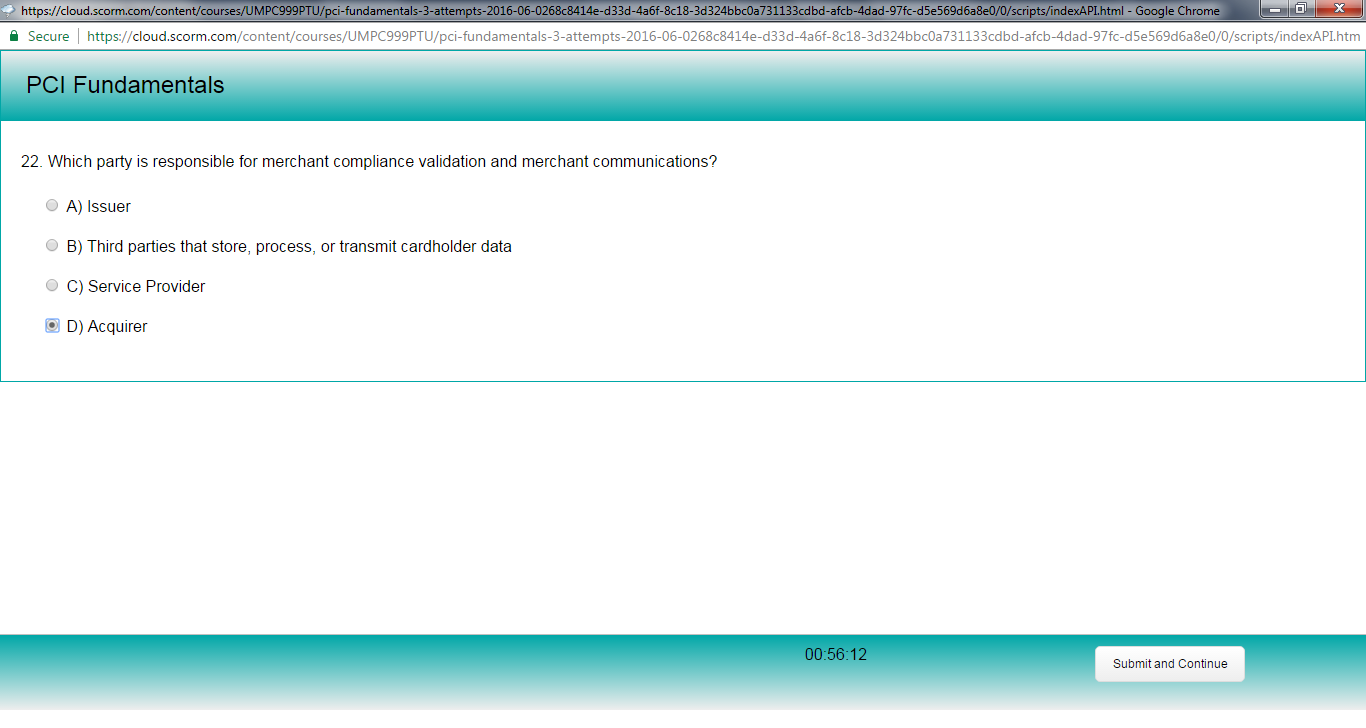 https://cloud.scorm.com/content/courses/UMPC999PTU/pci-fundamentals-3-attempts-2016-06-0268c8414e-d33d-4a6f-8c18-3d324bbc0a731133cdbd-afcb-4dad-97fc-d5e569d6a8e0/0/scripts/indexAPI.html - Google Chrome
Secure https://cloud.scorm.com/content/courses/UMPC999PTU/pci-fundamentals-3-attempts-2016-06-0268c8414e-d33d-4a6f-8c18-3d324bbc0a731133cdbd-afcb-4dad-97fc-d5e569d6a8e0/0/scripts/indexAPI.htm
PCI Fundamentals
22. Which party is responsible for merchant compliance validation and merchant communications?
A) Issuer
B) Third parties that store, process, or transmit cardholder data
C) Service Provider
D) Acquirer
00:56:12
Submit and Continue